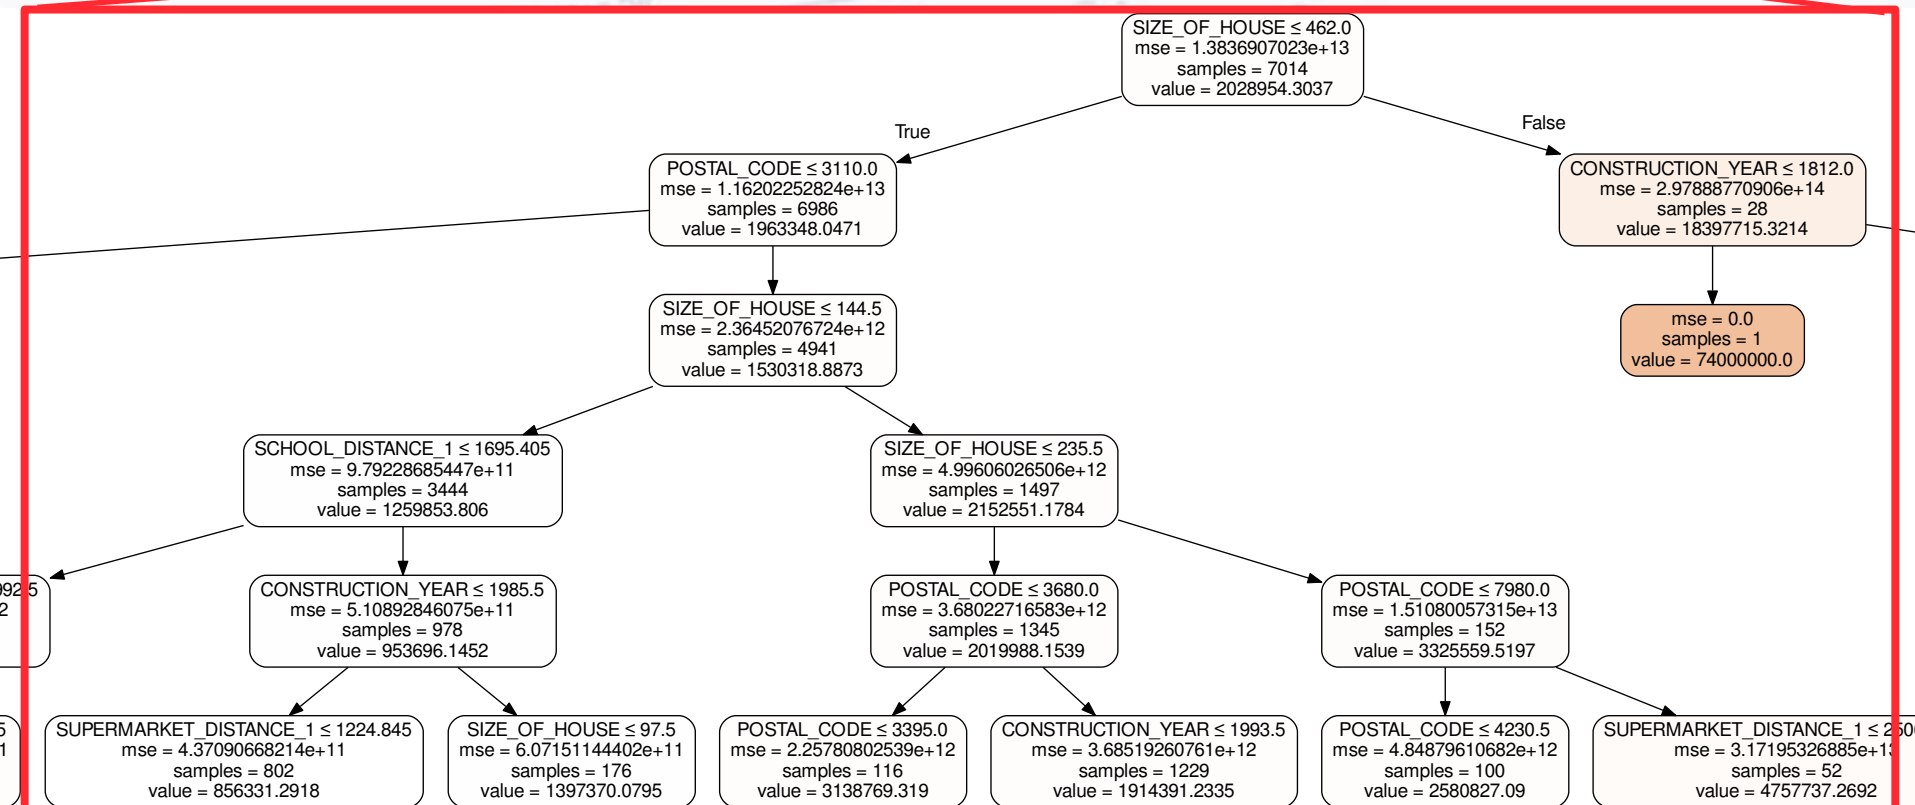 SIZE_OF_HOUSE ≤ 462.0
mse = 1.3836907023e+13
samples = 7014
value = 2028954.3037
True
False
POSTAL_CODE ≤ 3110.0
mse = 1.16202252824e+13
samples = 6986
value = 1963348.0471
CONSTRUCTION_YEAR ≤ 1812.0
mse = 2.97888770906e+14
samples = 28
value = 18397715.3214
SIZE_OF_HOUSE ≤ 144.5
mse = 2.36452076724e+12
samples = 4941
value = 1530318.8873
mse = 0.0
samples = 1
value = 74000000.0
SCHOOL_DISTANCE_1 ≤ 1695.405
mse = 9.79228685447e+11
samples = 3444
value = 1259853.806
SIZE_OF_HOUSE ≤ 235.5
mse = 4.99606026506e+12
samples = 1497
value = 2152551.1784
2
CONSTRUCTION_YEAR ≤ 1985.5
mse = 5.10892846075e+11
samples = 978
value = 953696.1452
POSTAL_CODE ≤ 3680.0
mse = 3.68022716583e+12
samples = 1345
value = 2019988.1539
POSTAL_CODE ≤ 7980.0
mse = 1.51080057315e+13
samples = 152
value = 3325559.5197
5
1
SUPERMARKET_DISTANCE_1 ≤ 1224.845
mse = 4.37090668214e+11
samples = 802
value = 856331.2918
SIZE_OF_HOUSE ≤ 97.5
mse = 6.07151144402e+11
samples = 176
value = 1397370.0795
POSTAL_CODE ≤ 3395.0
mse = 2.25780802539e+12
samples = 116
value = 3138769.319
CONSTRUCTION_YEAR ≤ 1993.5
mse = 3.68519260761e+12
samples = 1229
value = 1914391.2335
POSTAL_CODE ≤ 4230.5
mse = 4.84879610682e+12
samples = 100
value = 2580827.09
SUPERMARKET_DISTANCE_1 ≤
mse = 3.17195326885e+13
samples = 52
value = 4757737.2692